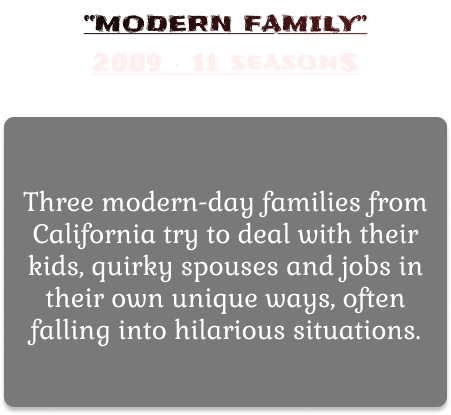 “MODERN FAMILY”
2009 - 11 SEASONS
Three modern-day families from
California try to deal with their
kids, quirky spouses and jobs in
their own unique ways, often
falling into hilarious situations.